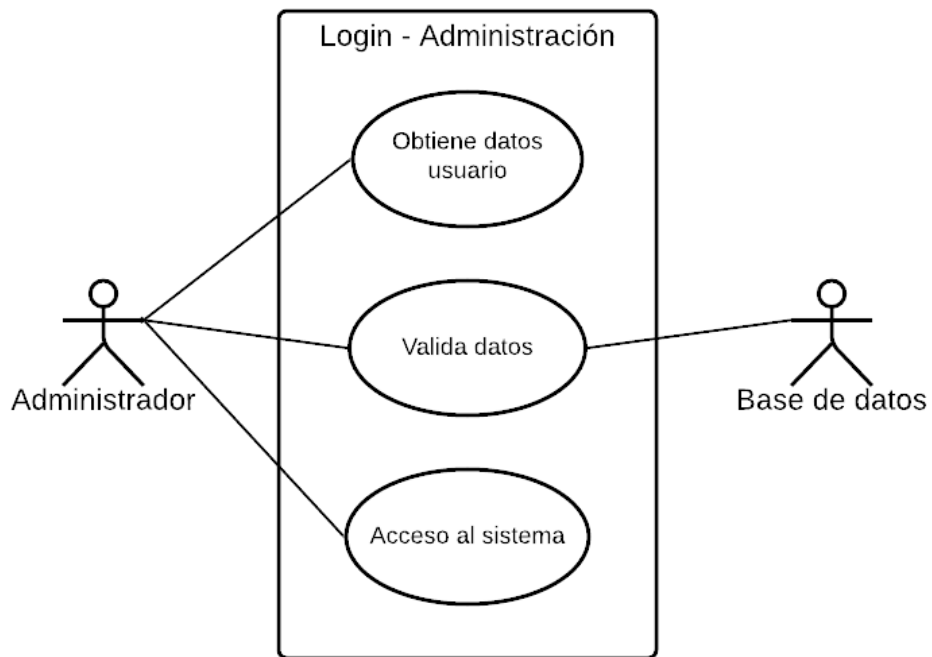 Login - Administración
Obtiene datos
usuario
Valida datos
Administrador
Base de datos
Acceso al sistema